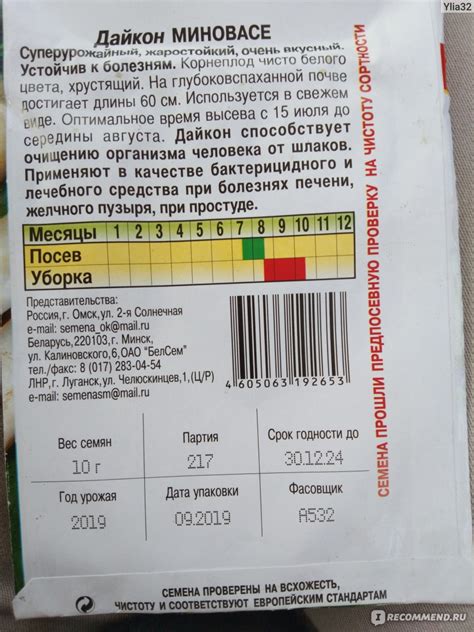 Ylia32
Дайкон МИНОВАСЕ
Суперурожайный, жаростойкий, очень вкусный.
Устойчив к болезням. Корнеплод чисто белого
цвета, хрустящий. На глубоковспаханной почве
достигает длины 60 см. Используется в свежем
виде. Оптимальное время высева с 15 июля до
середины августа. Дайкон способствует
очищению организма человека от шлаков.
Применяют в качестве бактерицидного и
лечебного средства при болезнях печени,
желчного пузыря, при простуде.
Месяцы 1 2 3 4 5 6 7 8 9 10 11 12
Посев
Уборка
Представительства:
Россия,г. Омск,ул. 2-я Солнечная
e-mail: semena_ok@mail.ru
Беларусь,220103,г. Минск,
ул. Калиновского,6,ОАО "БелСем"
тел./факс: 8 (017) 283-04-54
ЛНР,г. Луганск,ул. Челюскинцев,1,(Ц/Р)
e-mail: semenasm@mail.ru
4 605063 192653
СЕМЕНА ПРОШЛИ ПРЕДПОСЕВНУЮ ПРОВЕРКУ НА ЧИСТОТУ СОРТНОСТИ
Вес семян
10 г
Партия
217
Срок годности до
30.12.24
Год урожая
2019
Дата упаковки
09.2019
Фасовщик
А532
СЕМЕНА ПРОВЕРЕНЫ НА ВСХОЖЕСТЬ,
ЧИСТОТУ И СООТВЕТСТВУЮТ ЕВРОПЕЙСКИМ СТАНДАРТАМ
I RECOMMEND.RU